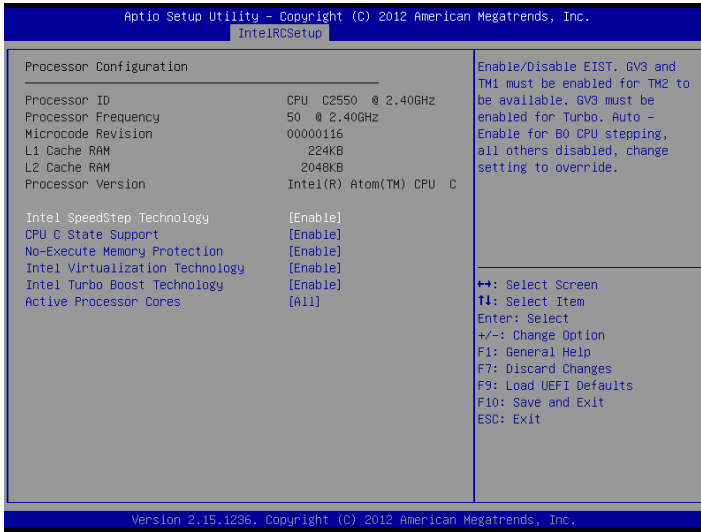 Aptio Setup Utility – Copyright (C) 2012 American Megatrends, Inc.
IntelRCSetup
Processor Configuration
Processor ID CPU C2550 @ 2.40GHz
Processor Frequency 50 @ 2.40GHz
Microcode Revision 00000116
L1 Cache RAM 224KB
L2 Cache RAM 2048KB
Processor Version Intel(R) Atom(TM) CPU C
Intel SpeedStep Technology [Enable]
CPU C State Support [Enable]
No-Execute Memory Protection [Enable]
Intel Virtualization Technology [Enable]
Intel Turbo Boost Technology [Enable]
Active Processor Cores [All]
Enable/Disable EIST. GV3 and
TM1 must be enabled for TM2 to
be available. GV3 must be
enabled for Turbo. Auto –
Enable for B0 CPU stepping,
all others disabled, change
setting to override.
↔: Select Screen
↑↓: Select Item
Enter: Select
+/-: Change Option
F1: General Help
F7: Discard Changes
F9: Load UEFI Defaults
F10: Save and Exit
ESC: Exit
Version 2.15.1236. Copyright (C) 2012 American Megatrends, Inc.